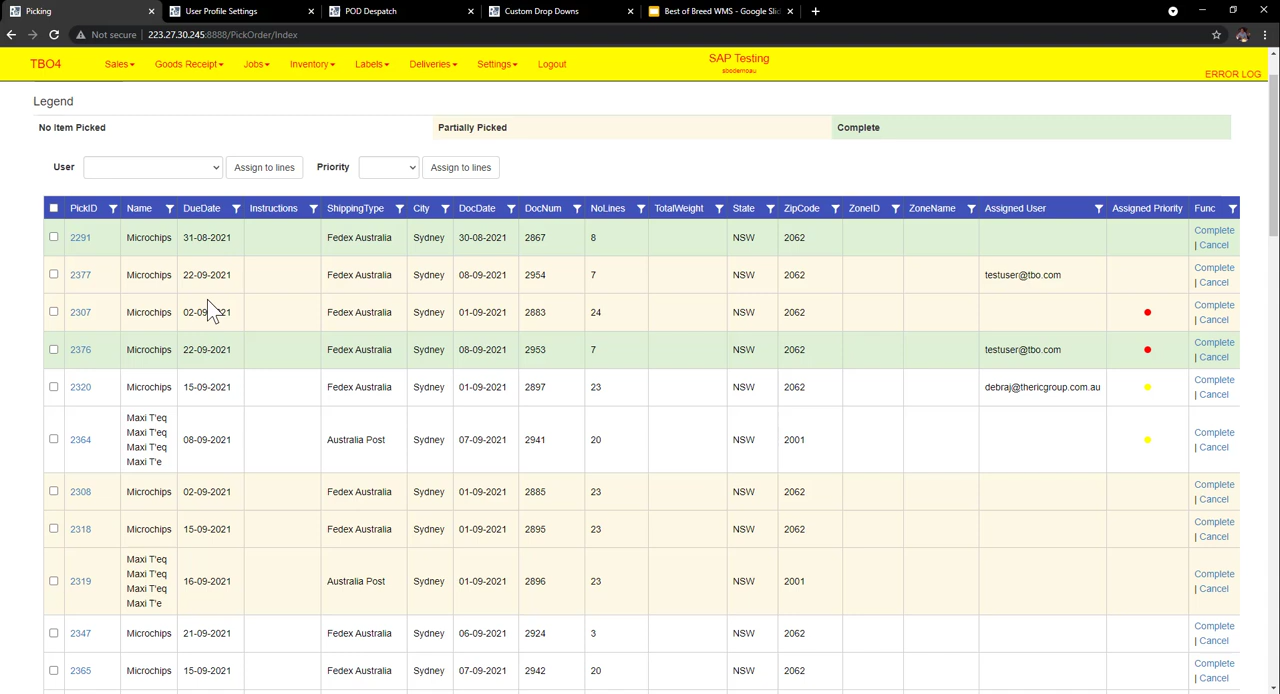 Picking
User Profile Settings
POD Despatch
Custom Drop Downs
Best of Breed WMS - Google Slid
Not secure | 223.27.30.245:8888/PickOrder/Index
TBO4 Sales Goods Receipt Jobs Inventory Labels Deliveries Settings Logout
SAP Testing
sbodemoau
ERROR LOG
Legend
No Item Picked Partially Picked Complete
User Assign to lines Priority Assign to lines
PickID Name DueDate Instructions ShippingType City DocDate DocNum NoLines TotalWeight State ZipCode ZoneID ZoneName Assigned User Assigned Priority Func
2291 Microchips 31-08-2021 Fedex Australia Sydney 30-08-2021 2867 8 NSW 2062 Complete
| Cancel
2377 Microchips 22-09-2021 Fedex Australia Sydney 08-09-2021 2954 7 NSW 2062 testuser@tbo.com Complete
| Cancel
2307 Microchips 02-09-2021 Fedex Australia Sydney 01-09-2021 2883 24 NSW 2062 Complete
| Cancel
2376 Microchips 22-09-2021 Fedex Australia Sydney 08-09-2021 2953 7 NSW 2062 testuser@tbo.com Complete
| Cancel
2320 Microchips 15-09-2021 Fedex Australia Sydney 01-09-2021 2897 23 NSW 2062 debraj@thericgroup.com.au Complete
| Cancel
Maxi T'eq
Maxi T'eq
Maxi T'eq
Maxi T'e
2364 08-09-2021 Australia Post Sydney 07-09-2021 2941 20 NSW 2001 Complete
| Cancel
2308 Microchips 02-09-2021 Fedex Australia Sydney 01-09-2021 2885 23 NSW 2062 Complete
| Cancel
2318 Microchips 15-09-2021 Fedex Australia Sydney 01-09-2021 2895 23 NSW 2062 Complete
| Cancel
Maxi T'eq
Maxi T'eq
Maxi T'eq
Maxi T'e
2319 16-09-2021 Australia Post Sydney 01-09-2021 2896 23 NSW 2001 Complete
| Cancel
2347 Microchips 21-09-2021 Fedex Australia Sydney 06-09-2021 2924 3 NSW 2062 Complete
| Cancel
2365 Microchips 15-09-2021 Fedex Australia Sydney 07-09-2021 2942 20 NSW 2062 Complete
| Cancel